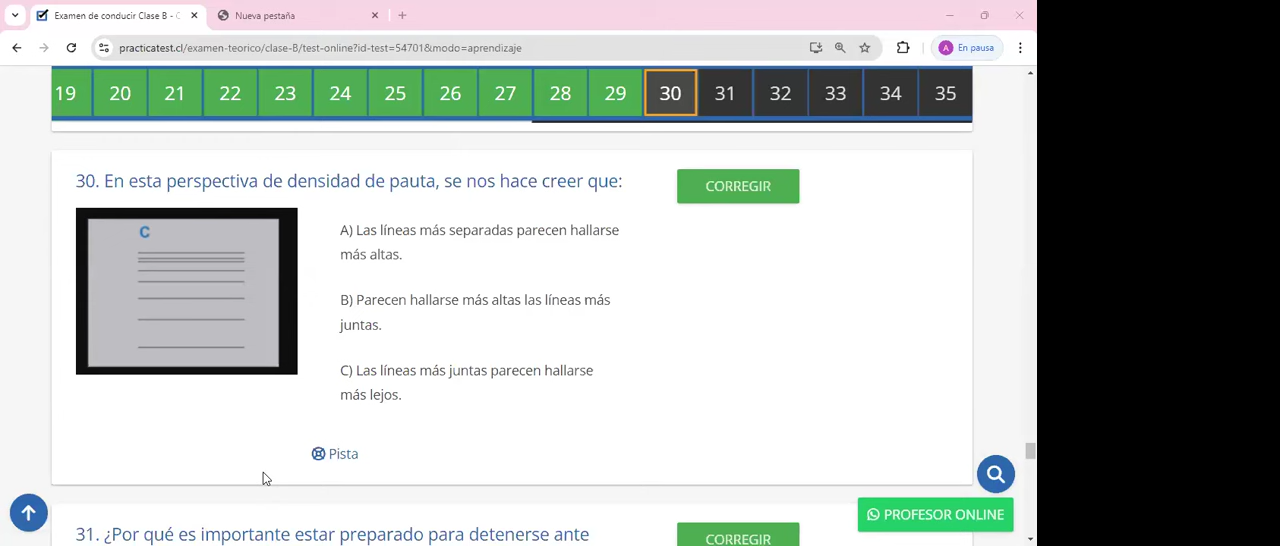 Examen de conducir Clase B - C
Nueva pestaña
practicatest.cl/examen-teorico/clase-B/test-online?id-test=54701&modo=aprendizaje
A
En pausa
19 20 21 22 23 24 25 26 27 28 29 30 31 32 33 34 35
30. En esta perspectiva de densidad de pauta, se nos hace creer que:
CORREGIR
C
A) Las líneas más separadas parecen hallarse
más altas.
B) Parecen hallarse más altas las líneas más
juntas.
C) Las líneas más juntas parecen hallarse
más lejos.
Pista
PROFESOR ONLINE
31. ¿Por qué es importante estar preparado para detenerse ante
CORREGIR